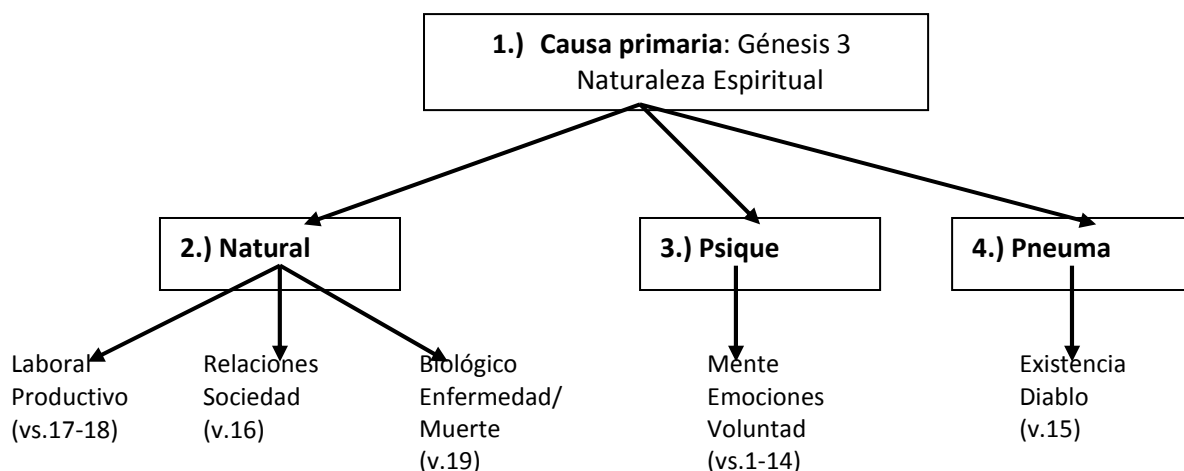 1.) Causa primaria: Génesis 3
Naturaleza Espiritual
2.) Natural
3.) Psique
4.) Pneuma
Laboral
Productivo
(vs.17-18)
Relaciones
Sociedad
(v.16)
Biológico
Enfermedad/
Muerte
(v.19)
Mente
Emociones
Voluntad
(vs.1-14)
Existencia
Diablo
(v.15)